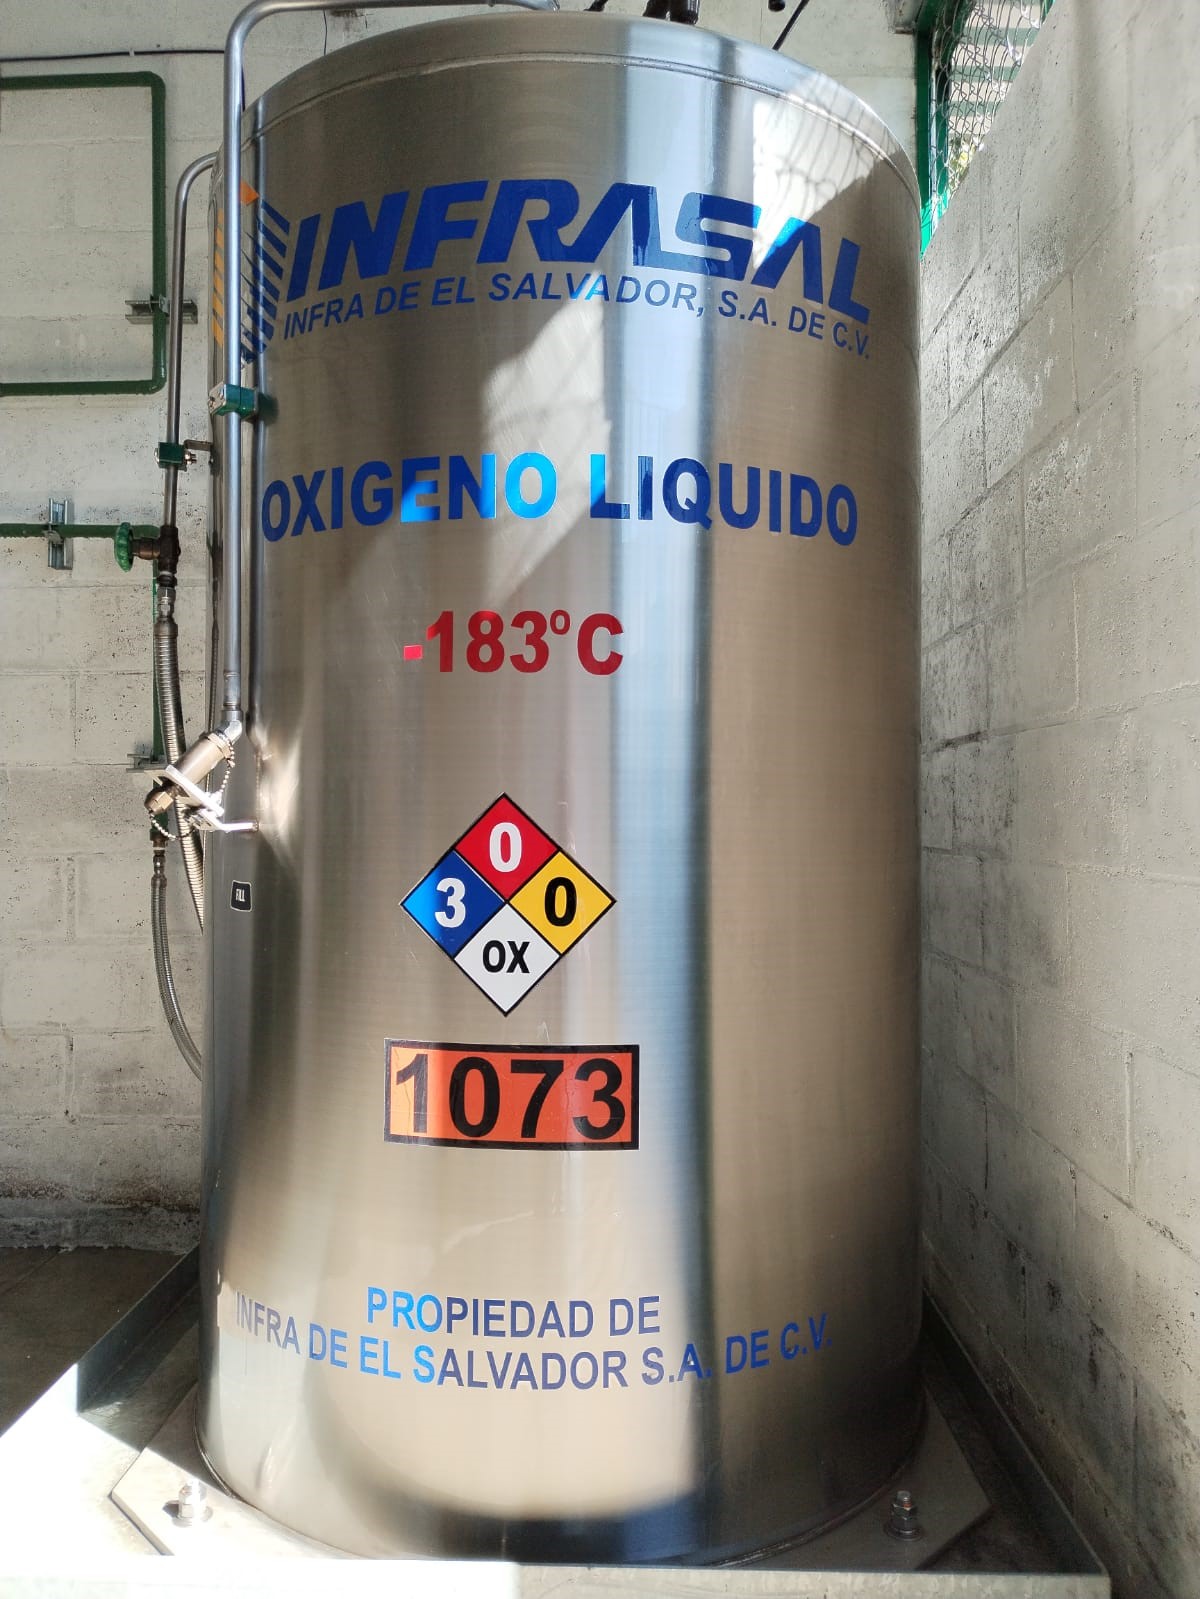 INFRASAL
INFRA DE EL SALVADOR, S.A. DE C.V.
OXIGENO LIQUIDO
-183°C
0
3
0
OX
FILL
1073
PROPIEDAD DE
INFRA DE EL SALVADOR S.A. DE C.V.